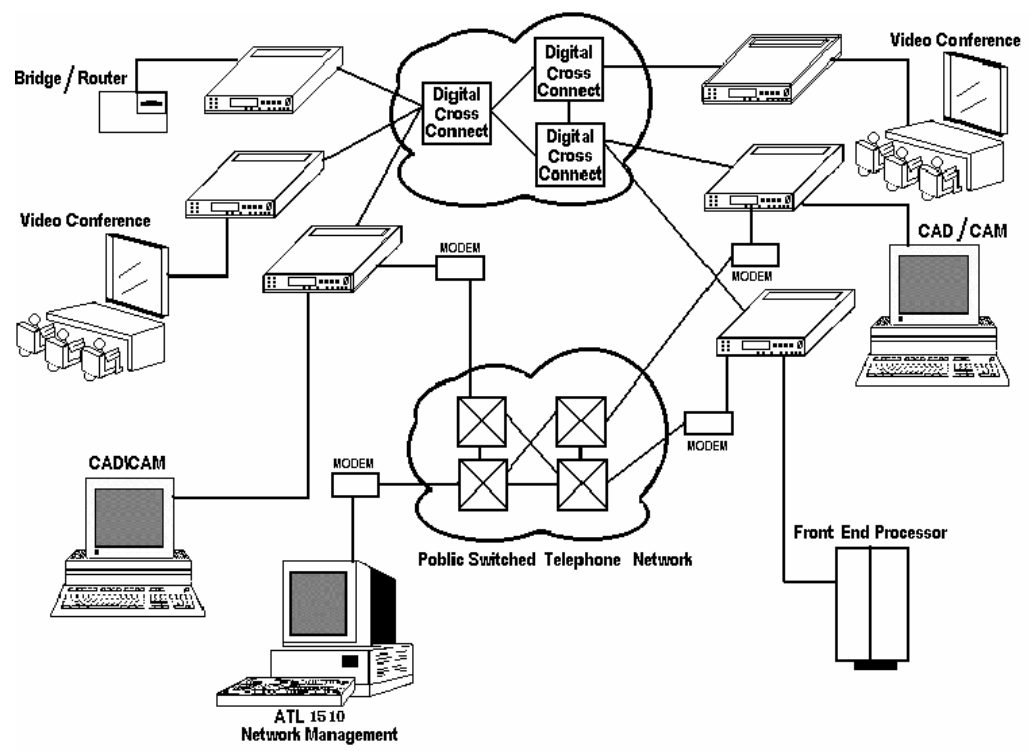 Video Conference
Bridge/Router
Digital
Cross
Connect
Digital
Cross
Connect
Digital
Cross
Connect
Video Conference
CAD/CAM
MODEM
MODEM
MODEM
CAD\CAM
MODEM
Front End Processor
Public Switched Telephone Network
ATL 1510
Network Management